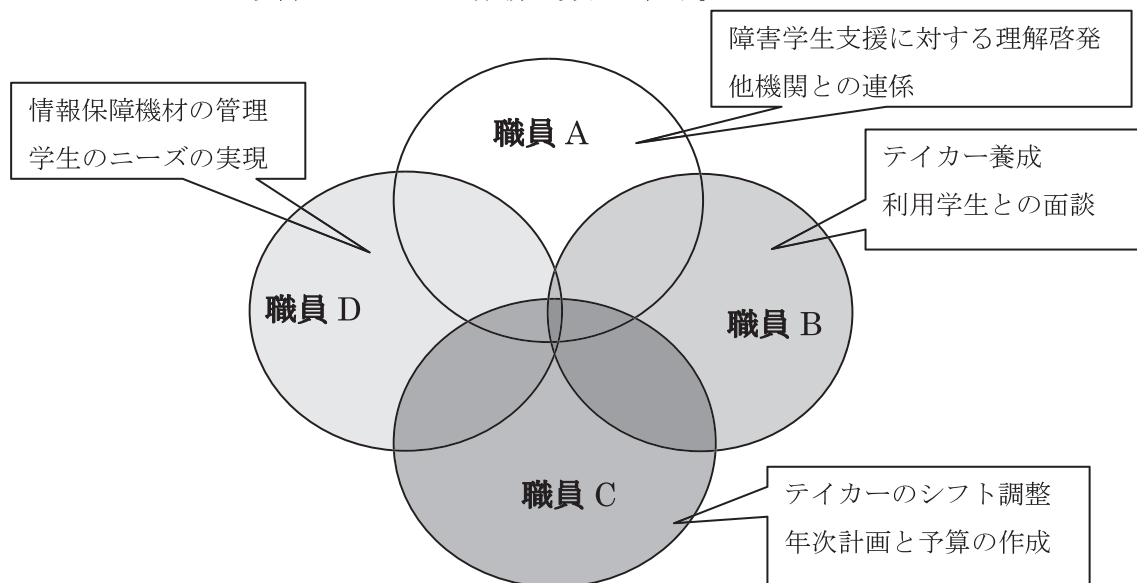 障害学生支援に対する理解啓発
他機関との連係
情報保障機材の管理
学生のニーズの実現
職員 A
テイカー養成
利用学生との面談
職員 D
職員 B
職員 C
テイカーのシフト調整
年次計画と予算の作成